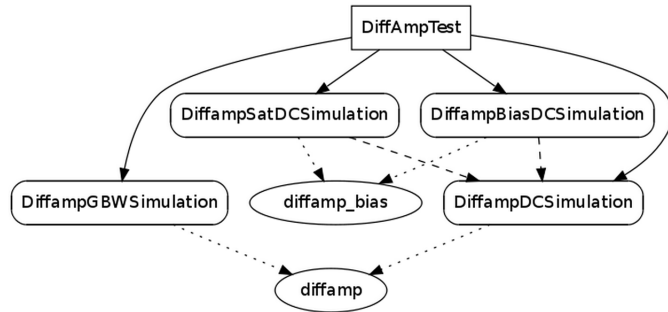 DiffAmpTest
DiffampSatDCSimulation
DiffampBiasDCSimulation
DiffampGBWSimulation
diffamp_bias
DiffampDCSimulation
diffamp